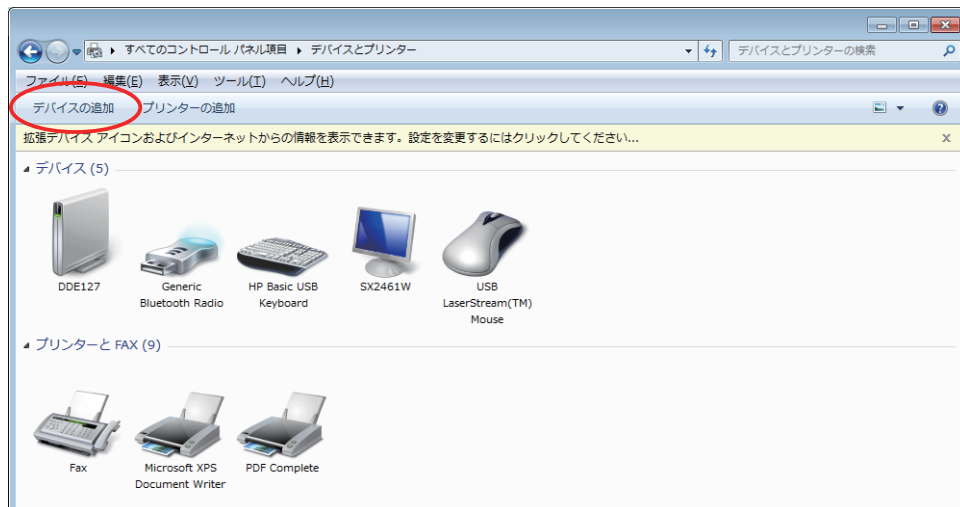 すべてのコントロール パネル項目 ▸ デバイスとプリンター
デバイスとプリンターの検索
ファイル(F) 編集(E) 表示(V) ツール(T) ヘルプ(H)
デバイスの追加 プリンターの追加
拡張デバイス アイコンおよびインターネットからの情報を表示できます。設定を変更するにはクリックしてください...
デバイス (5)
DDE127
Generic
Bluetooth Radio
HP Basic USB
Keyboard
SX2461W
USB
LaserStream(TM)
Mouse
プリンターと FAX (9)
Fax
Microsoft XPS
Document Writer
PDF Complete